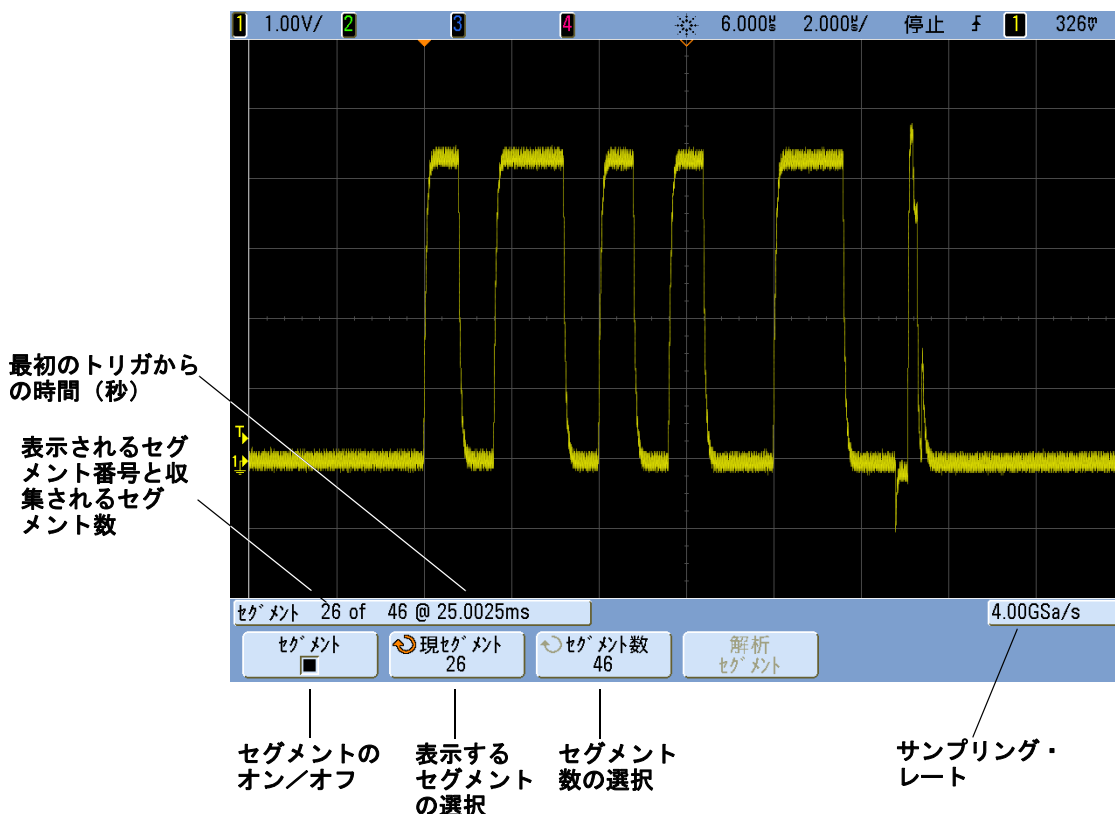 1 1.00V/ 2 3 4 6.000㎲ 2.000㎲/ 停止 1 326㎷
T
1
最初のトリガから
の時間（秒）
表示されるセグ
メント番号と収
集されるセグ
メント数
ｾｸﾞﾒﾝﾄ 26 of 46 @ 25.0025ms
4.00GSa/s
ｾｸﾞﾒﾝﾄ
現ｾｸﾞﾒﾝﾄ
26
ｾｸﾞﾒﾝﾄ数
46
解析
ｾｸﾞﾒﾝﾄ
セグメントの
オン／オフ
表示する
セグメント
の選択
セグメント
数の選択
サンプリング・
レート